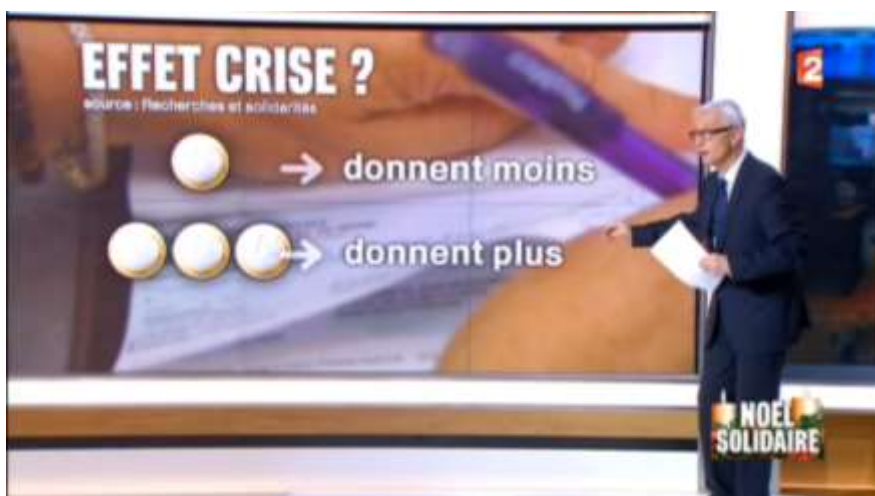 EFFET CRISE ?
source : Recherches et solidarités
donnent moins
donnent plus
2
NOEL
SOLIDAIRE